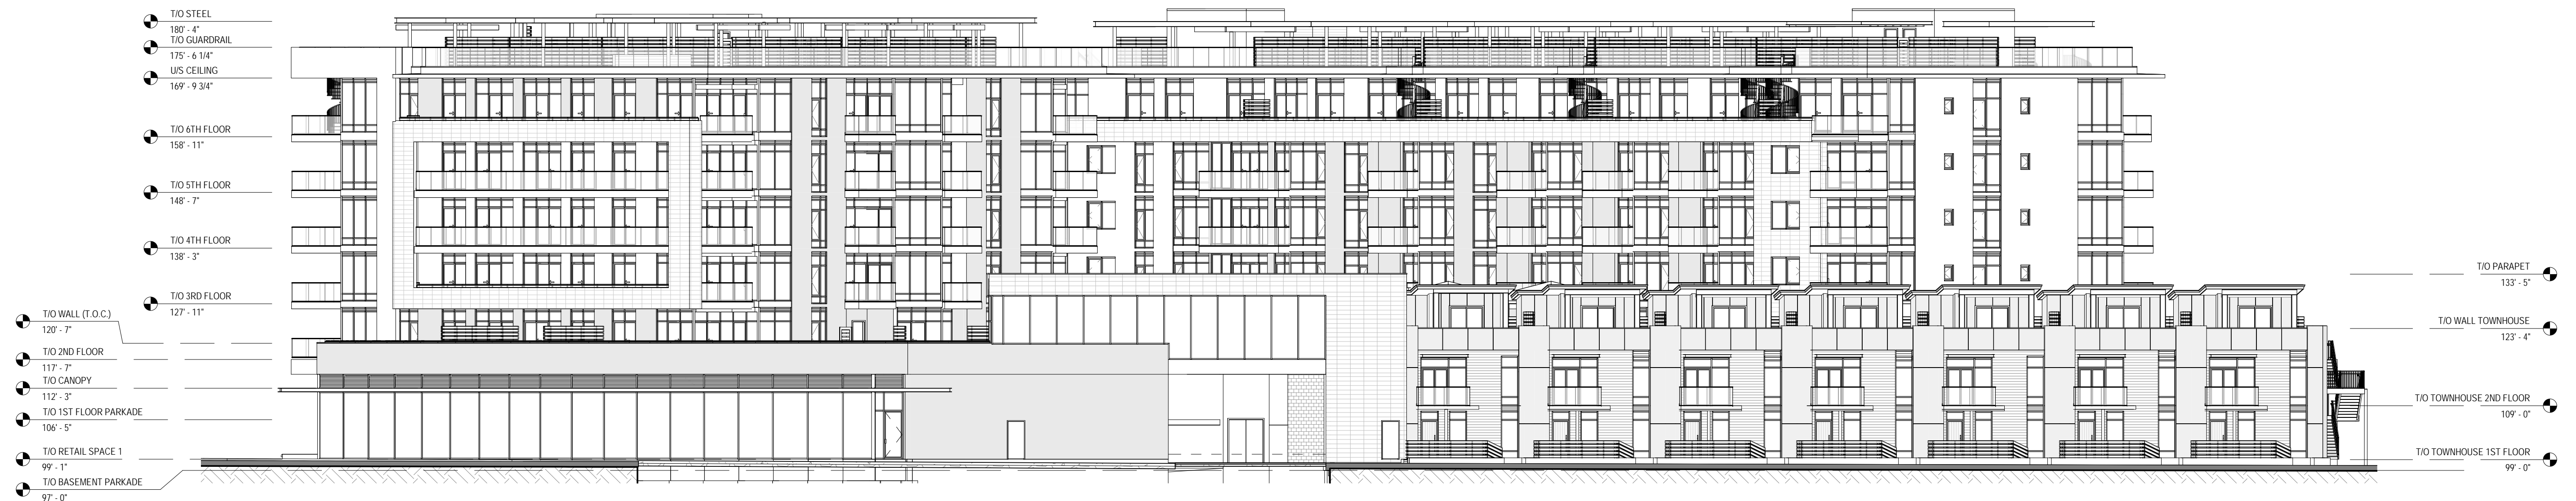 T/O STEEL
180' - 4"
T/O GUARDRAIL
175' - 6 1/4"
U/S CEILING
169' - 9 3/4"
T/O 6TH FLOOR
158' - 11"
T/O 5TH FLOOR
148' - 7"
T/O 4TH FLOOR
138' - 3"
T/O 3RD FLOOR
127' - 11"
T/O WALL (T.O.C.)
120' - 7"
T/O 2ND FLOOR
117' - 7"
T/O CANOPY
112' - 3"
T/O 1ST FLOOR PARKADE
106' - 5"
T/O RETAIL SPACE 1
99' - 1"
T/O BASEMENT PARKADE
97' - 0"
T/O PARAPET
133' - 5"
T/O WALL TOWNHOUSE
123' - 4"
T/O TOWNHOUSE 2ND FLOOR
109' - 0"
T/O TOWNHOUSE 1ST FLOOR
99' - 0"